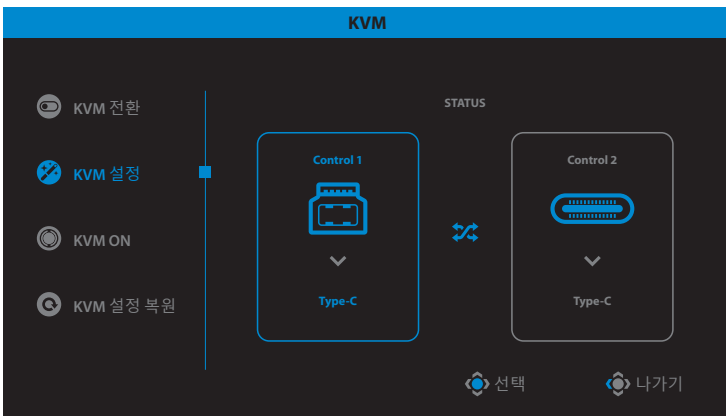 KVM
KVM 전환
KVM 설정
KVM ON
KVM 설정 복원
STATUS
Control 1
Type-C
Control 2
Type-C
선택
나가기